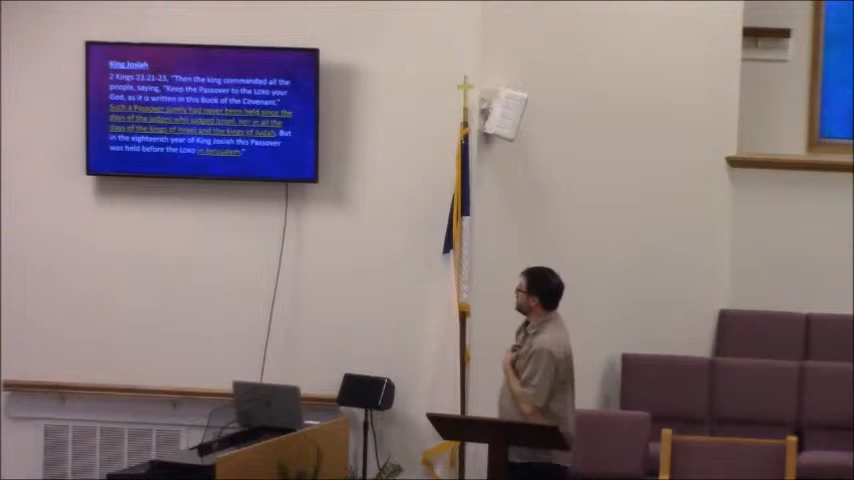 King Josiah
2 Kings 23:21-23, "Then the king commanded all the
people, saying, "Keep the Passover to the LORD your
God, as it is written in this Book of the Covenant."
Such a Passover surely had never been held since the
days of the judges who judged Israel, nor in all the
days of the kings of Israel and the kings of Judah. But
in the eighteenth year of King Josiah this Passover
was held before the LORD in Jerusalem."